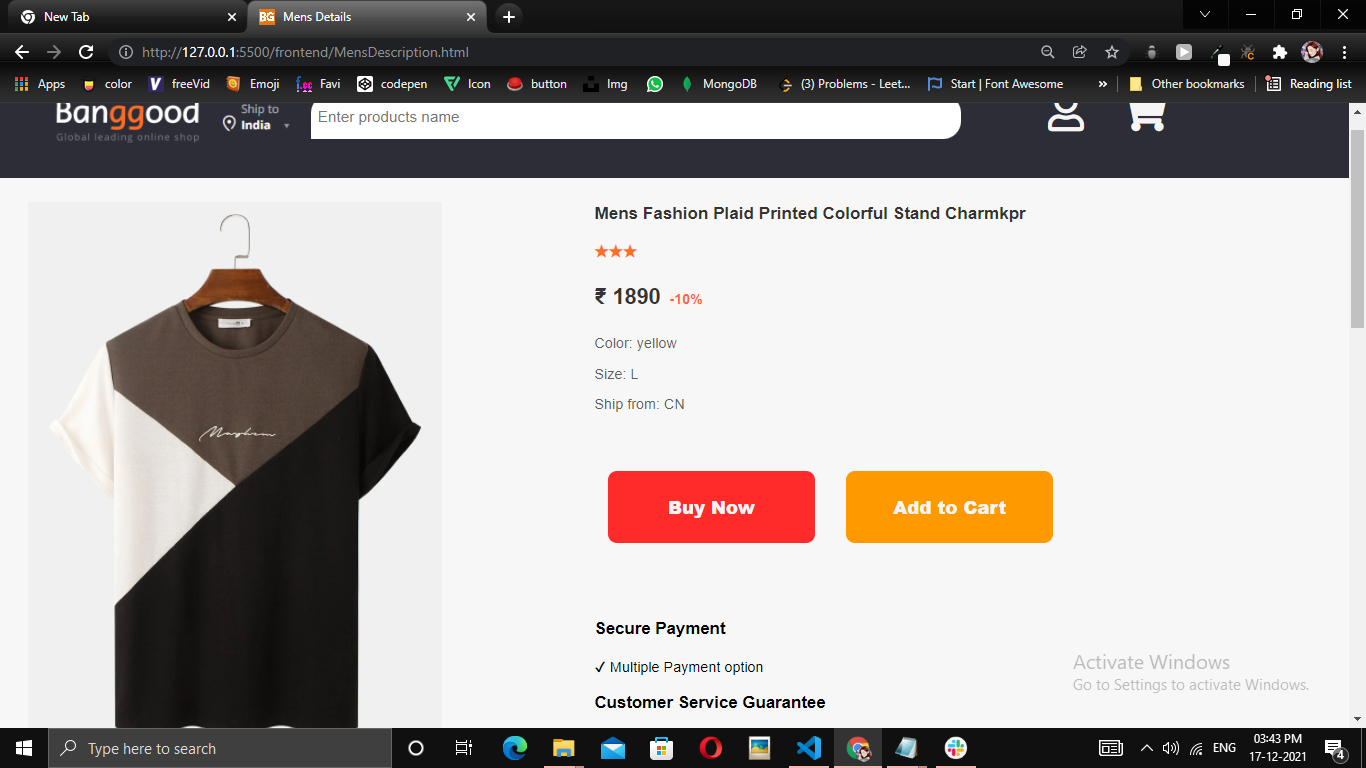 New Tab
BG Mens Details
http://127.0.0.1:5500/frontend/MensDescription.html
Apps color V freeVid Emoji Favi codepen Icon button Img MongoDB (3) Problems - Leet... Start | Font Awesome » Other bookmarks Reading list
Banggood
Global leading online shop
Ship to
India
Enter products name
Mens Fashion Plaid Printed Colorful Stand Charmkpr
★★★
₹ 1890 -10%
Color: yellow
Size: L
Ship from: CN
Mayhem
Buy Now
Add to Cart
Secure Payment
✓ Multiple Payment option
Customer Service Guarantee
Activate Windows
Go to Settings to activate Windows.
Type here to search
ENG
03:43 PM
17-12-2021
4